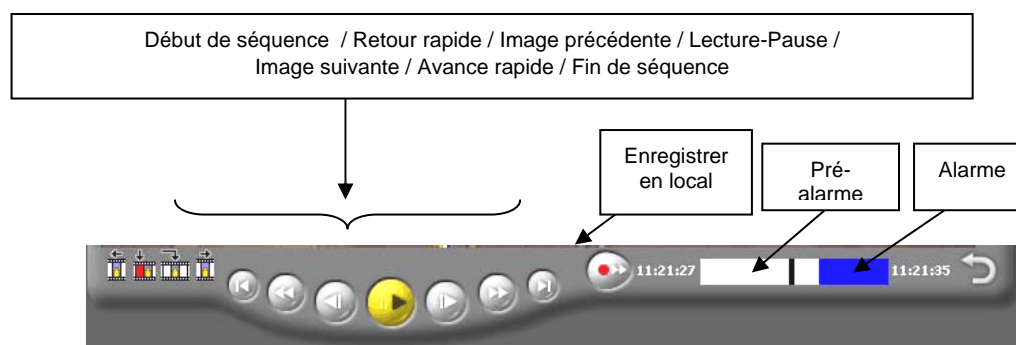 Début de séquence / Retour rapide / Image précédente / Lecture-Pause /
Image suivante / Avance rapide / Fin de séquence
Enregistrer
en local
Pré-
alarme
Alarme
11:21:27
11:21:35